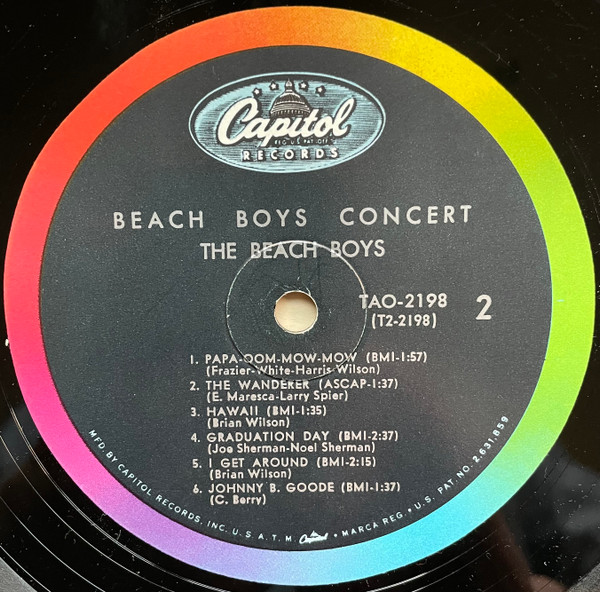 Capitol
REG. U.S. PAT. OFF.
RECORDS
BEACH BOYS CONCERT
THE BEACH BOYS
TAO-2198
(T2-2198)
2
1. PAPA-OOM-MOW-MOW (BMI-1:57)
(Frazier-White-Harris-Wilson)
2. THE WANDERER (ASCAP-1:37)
(E. Maresca-Larry Spier)
3. HAWAII (BMI-1:35)
(Brian Wilson)
4. GRADUATION DAY (BMI-2:37)
(Joe Sherman-Noel Sherman)
5. I GET AROUND (BMI-2:15)
(Brian Wilson)
6. JOHNNY B. GOODE (BMI-1:37)
(C. Berry)
MFD. BY CAPITOL RECORDS, INC. U. S. A. T. M. Capitol • MARCA REG. • U. S. PAT. NO. 2,631,859